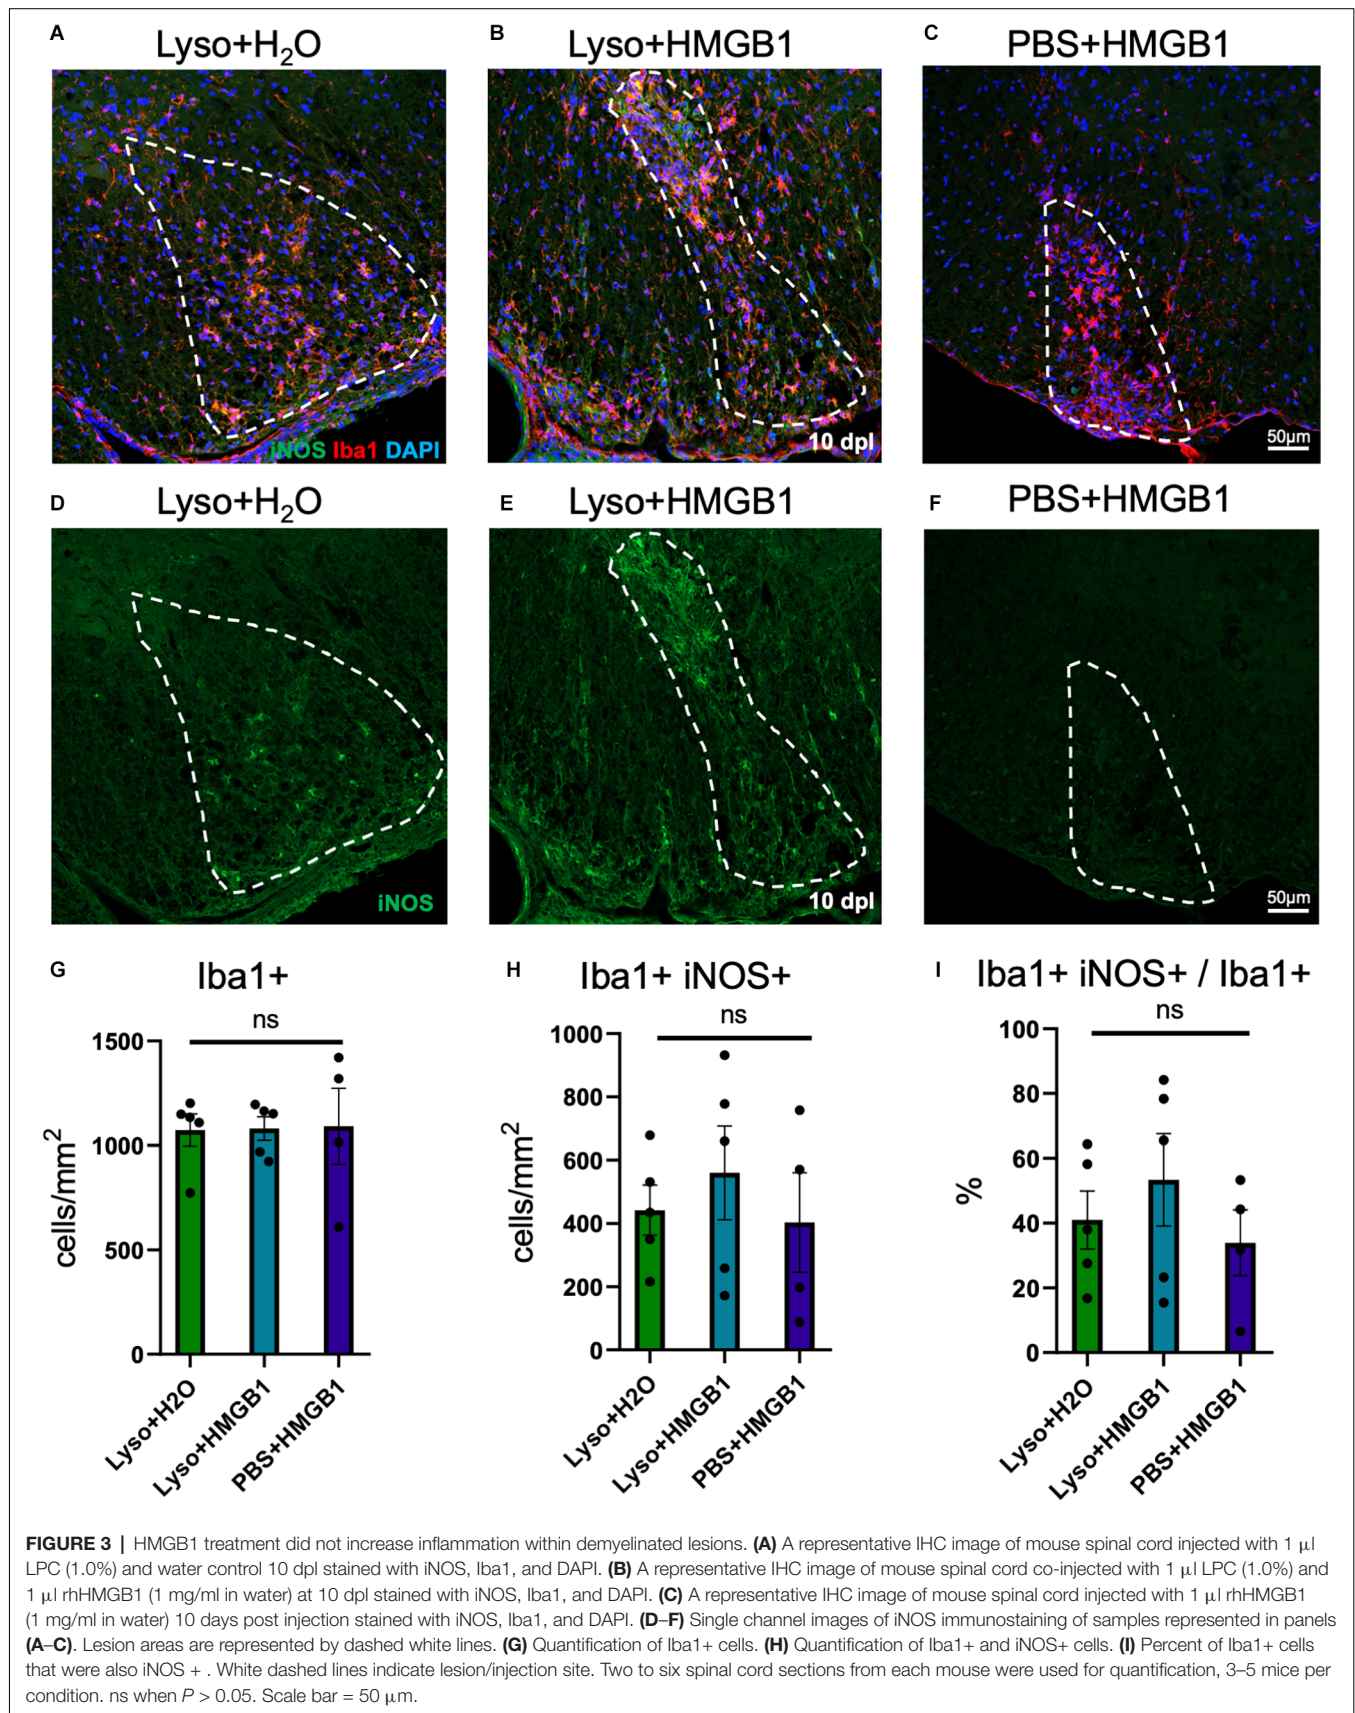 A
Lyso+H2O
B
Lyso+HMGB1
C
PBS+HMGB1
iNOS Iba1 DAPI
10 dpl
50µm
D
Lyso+H2O
E
Lyso+HMGB1
F
PBS+HMGB1
iNOS
10 dpl
50µm
G
Iba1+
ns
1500
1000
500
0
cells/mm2
Lyso+H2O
Lyso+HMGB1
PBS+HMGB1
H
Iba1+ iNOS+
ns
1000
800
600
400
200
0
cells/mm2
Lyso+H2O
Lyso+HMGB1
PBS+HMGB1
I
Iba1+ iNOS+ / Iba1+
ns
100
80
60
40
20
0
%
Lyso+H2O
Lyso+HMGB1
PBS+HMGB1
FIGURE 3 | HMGB1 treatment did not increase inflammation within demyelinated lesions. (A) A representative IHC image of mouse spinal cord injected with 1 µl
LPC (1.0%) and water control 10 dpl stained with iNOS, Iba1, and DAPI. (B) A representative IHC image of mouse spinal cord co-injected with 1 µl LPC (1.0%) and
1 µl rhHMGB1 (1 mg/ml in water) at 10 dpl stained with iNOS, Iba1, and DAPI. (C) A representative IHC image of mouse spinal cord injected with 1 µl rhHMGB1
(1 mg/ml in water) 10 days post injection stained with iNOS, Iba1, and DAPI. (D–F) Single channel images of iNOS immunostaining of samples represented in panels
(A–C). Lesion areas are represented by dashed white lines. (G) Quantification of Iba1+ cells. (H) Quantification of Iba1+ and iNOS+ cells. (I) Percent of Iba1+ cells
that were also iNOS + . White dashed lines indicate lesion/injection site. Two to six spinal cord sections from each mouse were used for quantification, 3–5 mice per
condition. ns when P > 0.05. Scale bar = 50 µm.